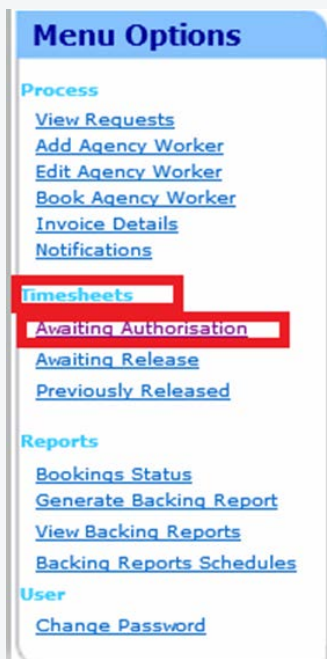 Menu Options
Process
View Requests
Add Agency Worker
Edit Agency Worker
Book Agency Worker
Invoice Details
Notifications
Timesheets
Awaiting Authorisation
Awaiting Release
Previously Released
Reports
Bookings Status
Generate Backing Report
View Backing Reports
Backing Reports Schedules
User
Change Password